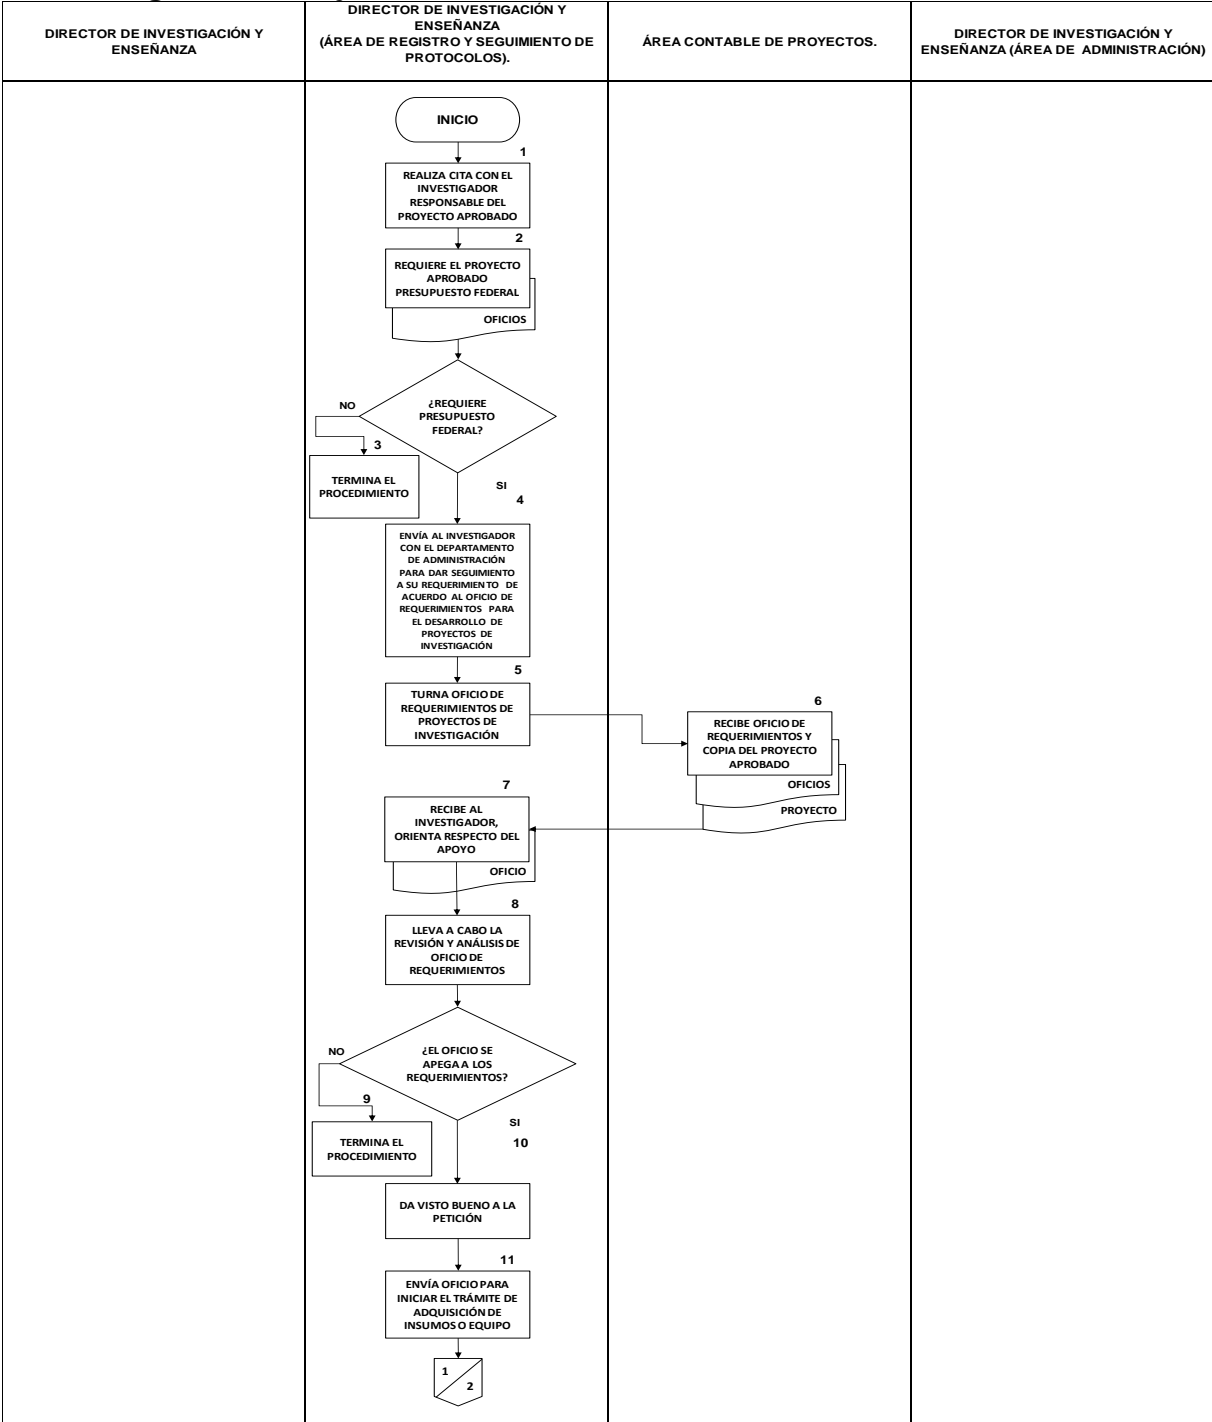 DIRECTOR DE INVESTIGACIÓN Y
ENSEÑANZA
DIRECTOR DE INVESTIGACIÓN Y
ENSEÑANZA
(ÁREA DE REGISTRO Y SEGUIMIENTO DE
PROTOCOLOS).
ÁREA CONTABLE DE PROYECTOS.
DIRECTOR DE INVESTIGACIÓN Y
ENSEÑANZA (ÁREA DE ADMINISTRACIÓN)
INICIO
1
REALIZA CITA CON EL
INVESTIGADOR
RESPONSABLE DEL
PROYECTO APROBADO
2
REQUIERE EL PROYECTO
APROBADO
PRESUPUESTO FEDERAL
OFICIOS
¿REQUIERE
PRESUPUESTO
FEDERAL?
NO
3
TERMINA EL
PROCEDIMIENTO
SI
4
ENVÍA AL INVESTIGADOR
CON EL DEPARTAMENTO
DE ADMINISTRACIÓN
PARA DAR SEGUIMIENTO
A SU REQUERIMIENTO DE
ACUERDO AL OFICIO DE
REQUERIMIENTOS PARA
EL DESARROLLO DE
PROYECTOS DE
INVESTIGACIÓN
5
TURNA OFICIO DE
REQUERIMIENTOS DE
PROYECTOS DE
INVESTIGACIÓN
6
RECIBE OFICIO DE
REQUERIMIENTOS Y
COPIA DEL PROYECTO
APROBADO
OFICIOS
PROYECTO
7
RECIBE AL
INVESTIGADOR,
ORIENTA RESPECTO DEL
APOYO
OFICIO
8
LLEVA A CABO LA
REVISIÓN Y ANÁLISIS DE
OFICIO DE
REQUERIMIENTOS
¿EL OFICIO SE
APEGA A LOS
REQUERIMIENTOS?
NO
9
TERMINA EL
PROCEDIMIENTO
SI
10
DA VISTO BUENO A LA
PETICIÓN
11
ENVÍA OFICIO PARA
INICIAR EL TRÁMITE DE
ADQUISICIÓN DE
INSUMOS O EQUIPO
1
2